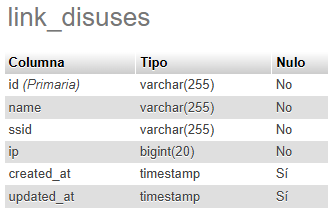 link_disuses
Columna Tipo Nulo
id (Primaria) varchar(255) No
name varchar(255) No
ssid varchar(255) No
ip bigint(20) No
created_at timestamp Sí
updated_at timestamp Sí